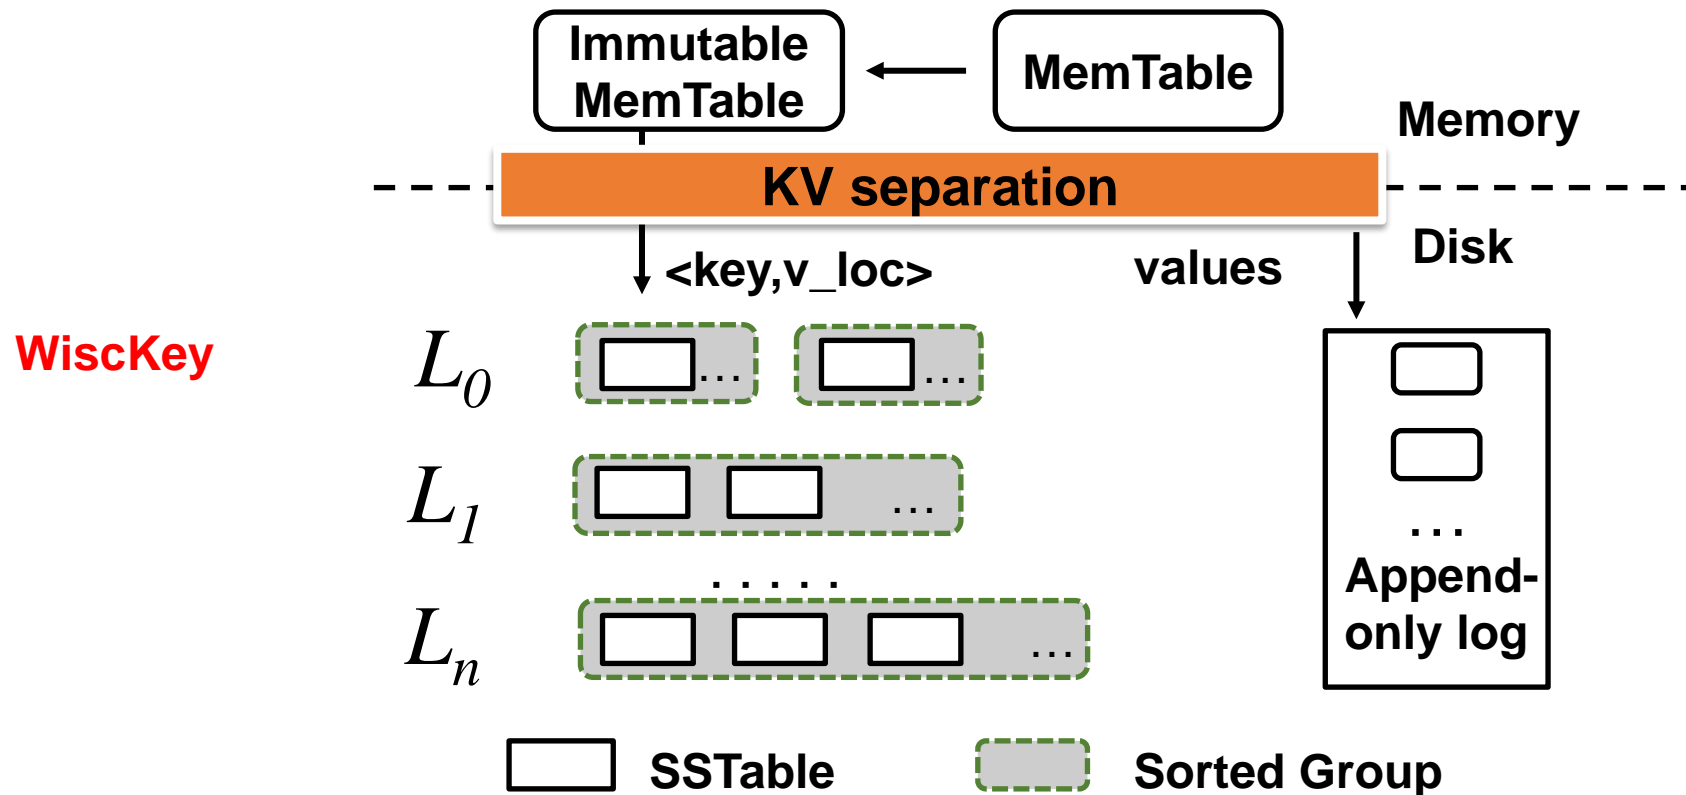 Immutable
MemTable
MemTable
Memory
KV separation
Disk
<key,v_loc>
values
WiscKey
L0
...
...
L1
...
.....
Ln
...
...
Append-
only log
SSTable
Sorted Group